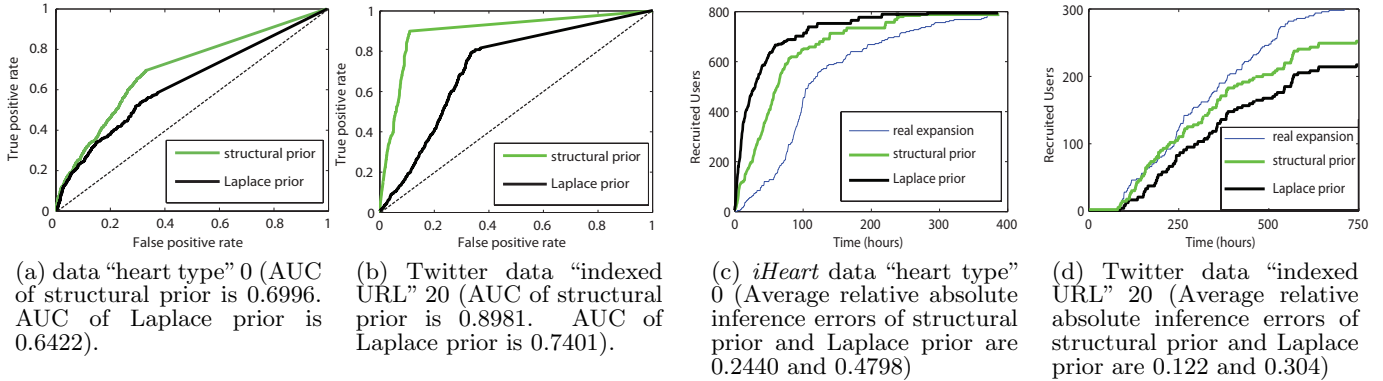 True positive rate
1
0.8
0.6
0.4
0.2
0
0
0.2
0.4
0.6
0.8
1
False positive rate
structural prior
Laplace prior
(a) data “heart type” 0 (AUC
of structural prior is 0.6996.
AUC of Laplace prior is
0.6422).
True positive rate
1
0.8
0.6
0.4
0.2
0
0
0.2
0.4
0.6
0.8
1
False positive rate
structural prior
Laplace prior
(b) Twitter data “indexed
URL” 20 (AUC of structural
prior is 0.8981. AUC of
Laplace prior is 0.7401).
Recruited Users
800
600
400
200
0
0
100
200
300
400
Time (hours)
real expansion
structural prior
Laplace prior
(c) iHeart data “heart type”
0 (Average relative absolute
inference errors of structural
prior and Laplace prior are
0.2440 and 0.4798)
Recruited Users
300
200
100
0
0
250
500
750
Time (hours)
real expansion
structural prior
Laplace prior
(d) Twitter data “indexed
URL” 20 (Average relative
absolute inference errors of
structural prior and Laplace
prior are 0.122 and 0.304)